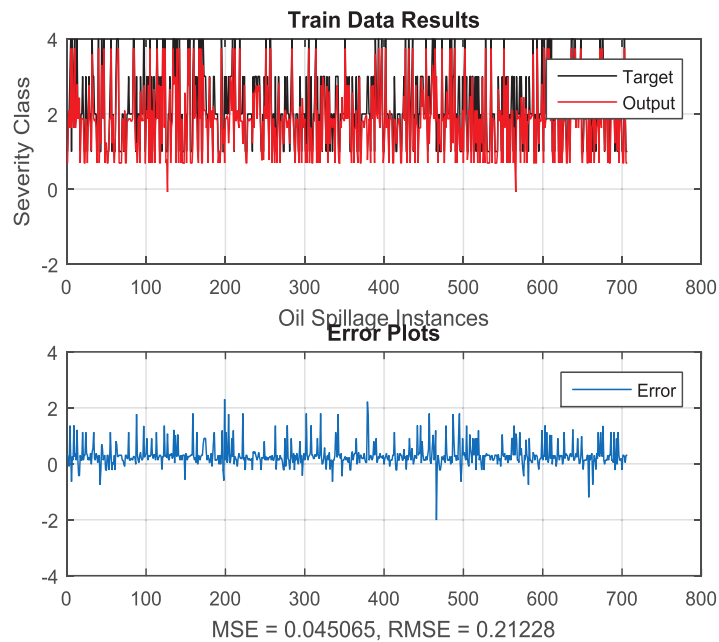 Train Data Results
4
2
0
-2
Severity Class
Target
Output
0 100 200 300 400 500 600 700 800
Oil Spillage Instances
Error Plots
4
2
0
-2
-4
Error
0 100 200 300 400 500 600 700 800
MSE = 0.045065, RMSE = 0.21228